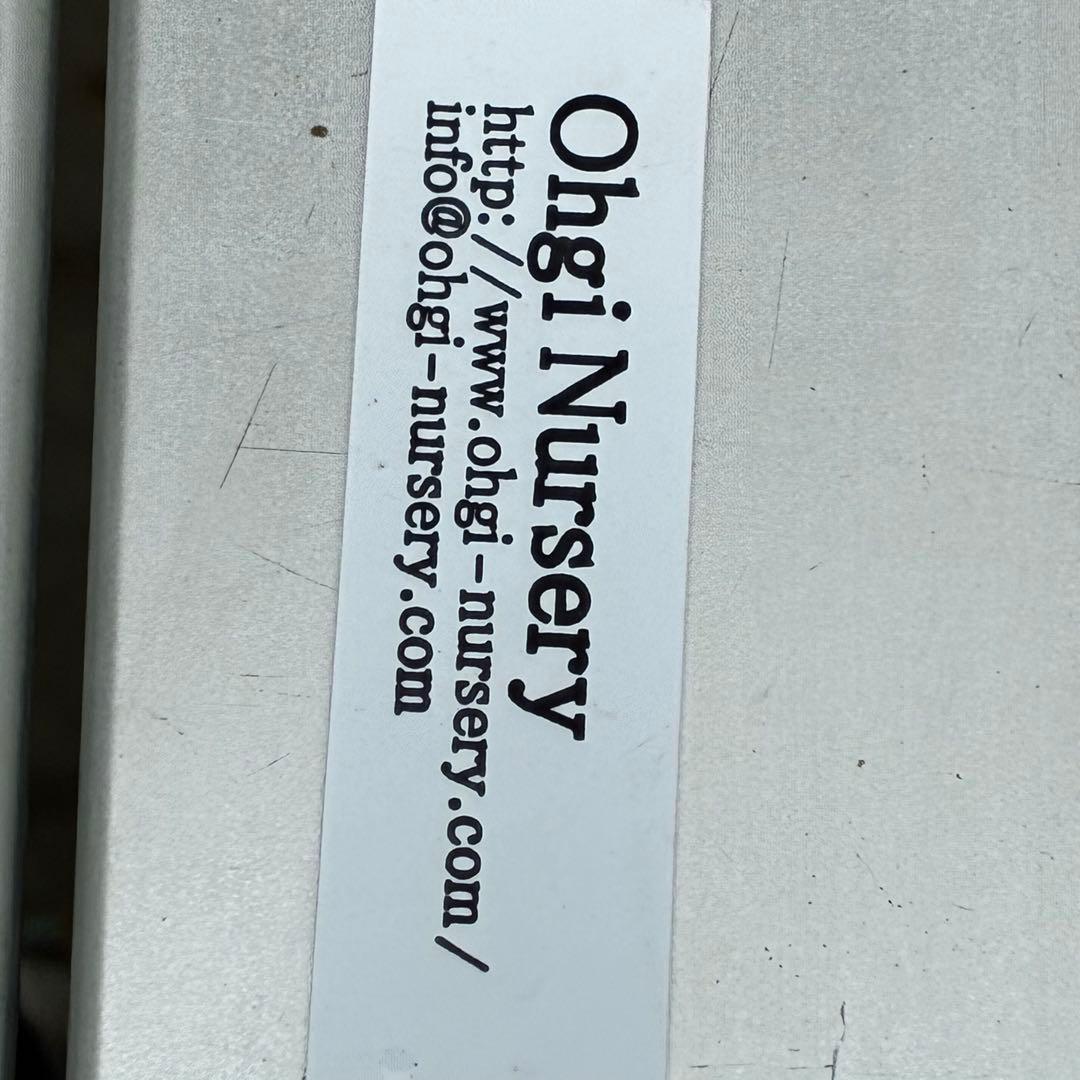 Ohgi Nursery
http://www.ohgi-nursery.com/
info@ohgi-nursery.com